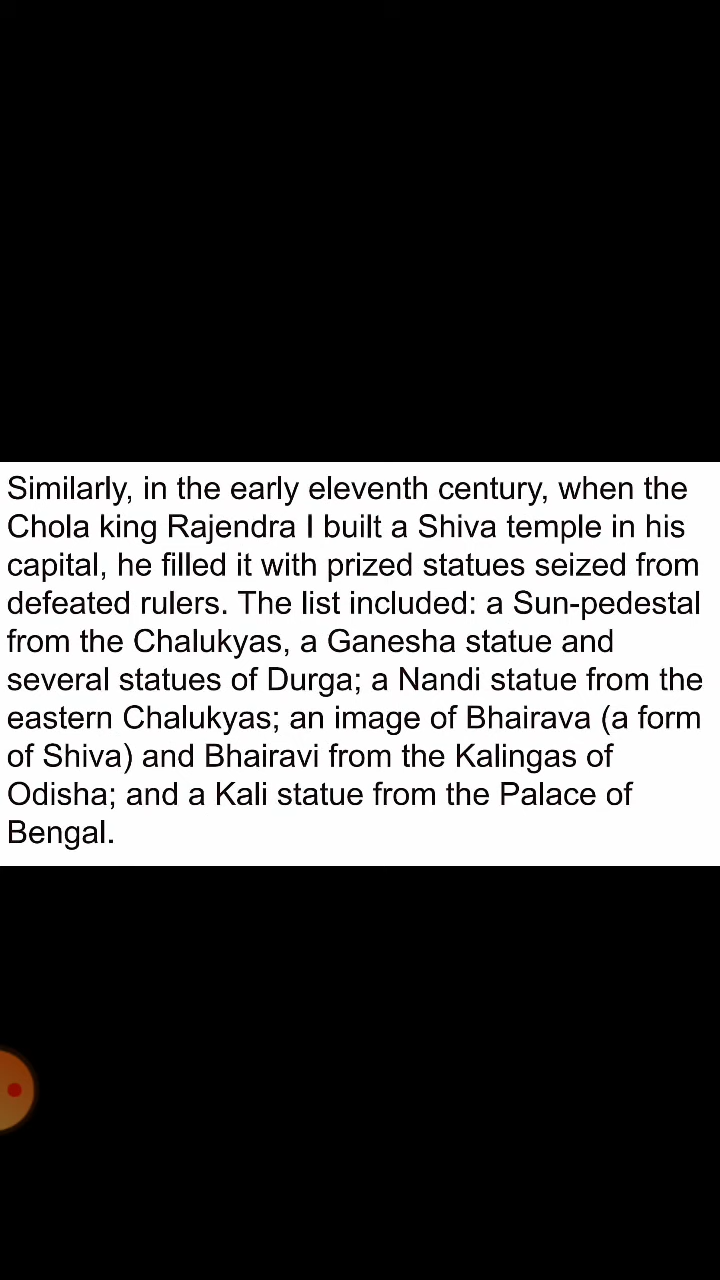 Similarly, in the early eleventh century, when the
Chola king Rajendra I built a Shiva temple in his
capital, he filled it with prized statues seized from
defeated rulers. The list included: a Sun-pedestal
from the Chalukyas, a Ganesha statue and
several statues of Durga; a Nandi statue from the
eastern Chalukyas; an image of Bhairava (a form
of Shiva) and Bhairavi from the Kalingas of
Odisha; and a Kali statue from the Palace of
Bengal.